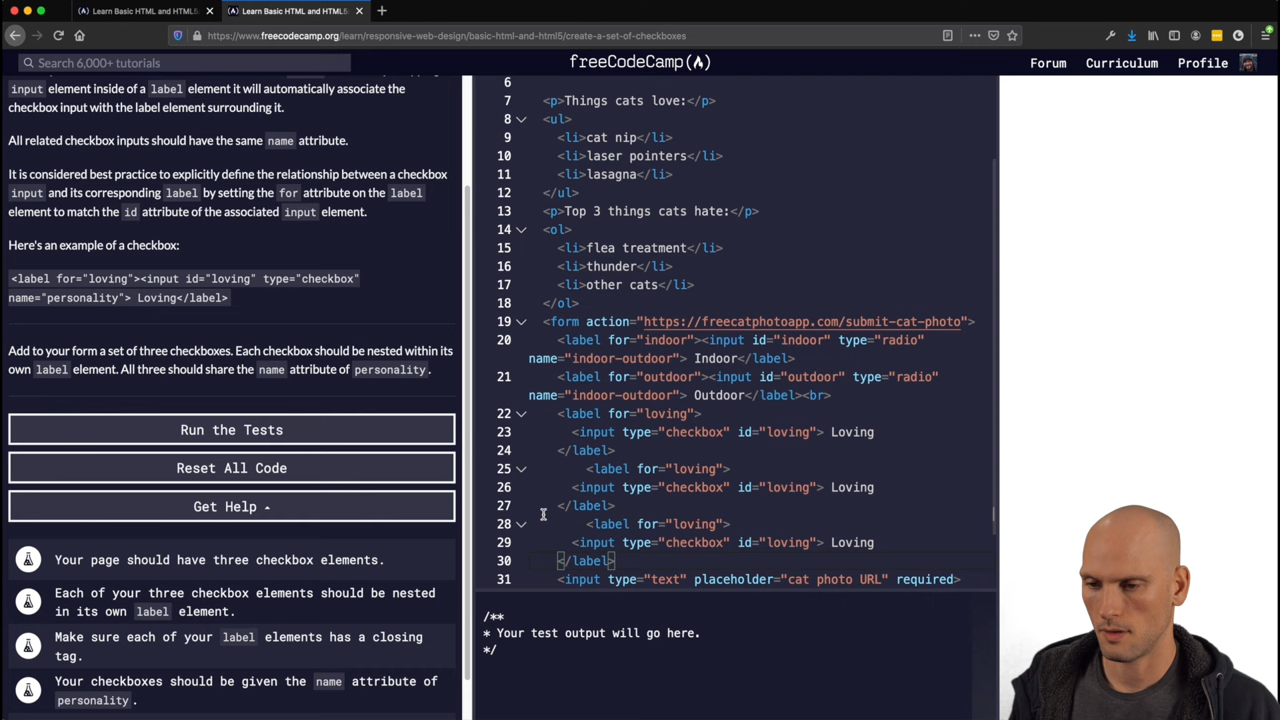 Learn Basic HTML and HTML5:
Learn Basic HTML and HTML5:
https://www.freecodecamp.org/learn/responsive-web-design/basic-html-and-html5/create-a-set-of-checkboxes
Search 6,000+ tutorials
freeCodeCamp
Forum Curriculum Profile
input element inside of a label element it will automatically associate the
checkbox input with the label element surrounding it.
All related checkbox inputs should have the same name attribute.
It is considered best practice to explicitly define the relationship between a checkbox
input and its corresponding label by setting the for attribute on the label
element to match the id attribute of the associated input element.
Here's an example of a checkbox:
<label for="loving"><input id="loving" type="checkbox"
name="personality"> Loving</label>
Add to your form a set of three checkboxes. Each checkbox should be nested within its
own label element. All three should share the name attribute of personality.
Run the Tests
Reset All Code
Get Help
Your page should have three checkbox elements.
Each of your three checkbox elements should be nested
in its own label element.
Make sure each of your label elements has a closing
tag.
Your checkboxes should be given the name attribute of
personality.
6
7 <p>Things cats love:</p>
8 <ul>
9 <li>cat nip</li>
10 <li>laser pointers</li>
11 <li>lasagna</li>
12 </ul>
13 <p>Top 3 things cats hate:</p>
14 <ol>
15 <li>flea treatment</li>
16 <li>thunder</li>
17 <li>other cats</li>
18 </ol>
19 <form action="https://freecatphotoapp.com/submit-cat-photo">
20 <label for="indoor"><input id="indoor" type="radio"
name="indoor-outdoor"> Indoor</label>
21 <label for="outdoor"><input id="outdoor" type="radio"
name="indoor-outdoor"> Outdoor</label><br>
22 <label for="loving">
23 <input type="checkbox" id="loving"> Loving
24 </label>
25 <label for="loving">
26 <input type="checkbox" id="loving"> Loving
27 </label>
28 <label for="loving">
29 <input type="checkbox" id="loving"> Loving
30 </label>
31 <input type="text" placeholder="cat photo URL" required>
/**
* Your test output will go here.
*/